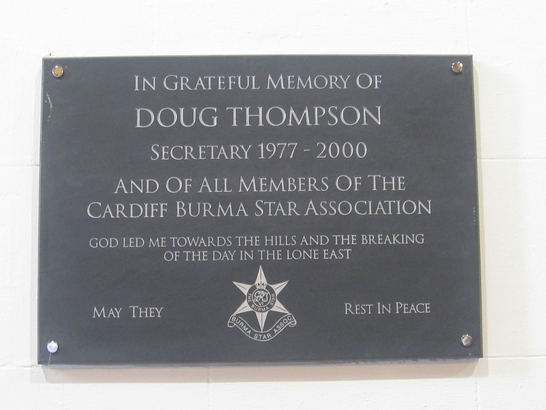 IN GRATEFUL MEMORY OF
DOUG THOMPSON
SECRETARY 1977 - 2000
AND OF ALL MEMBERS OF THE
CARDIFF BURMA STAR ASSOCIATION
GOD LED ME TOWARDS THE HILLS AND THE BREAKING
OF THE DAY IN THE LONE EAST
MAY THEY REST IN PEACE
BURMA STAR ASSOC